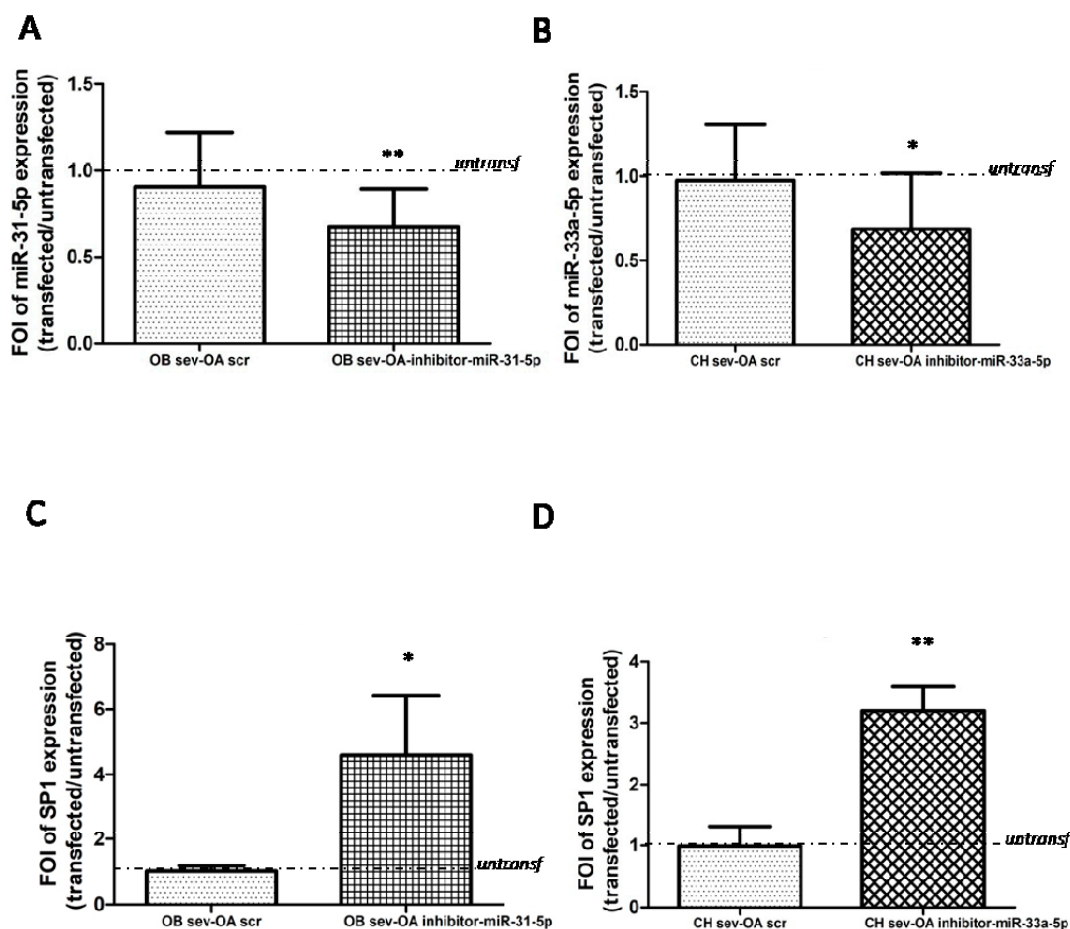 A
FOI of miR-31-5p expression
(transfected/untransfected)
1.5
1.0
0.5
0.0
**
untransf
OB sev-OA scr
OB sev-OA-inhibitor-miR-31-5p
B
FOI of miR-33a-5p expression
(transfected/untransfected)
1.5
1.0
0.5
0.0
*
untransf
CH sev-OA scr
CH sev-OA inhibitor-miR-33a-5p
C
FOI of SP1 expression
(transfected/untransfected)
8
6
4
2
0
*
untransf
OB sev-OA scr
OB sev-OA inhibitor-miR-31-5p
D
FOI of SP1 expression
(transfected/untransfected)
4
3
2
1
0
**
untransf
CH sev-OA scr
CH sev-OA inhibitor-miR-33a-5p